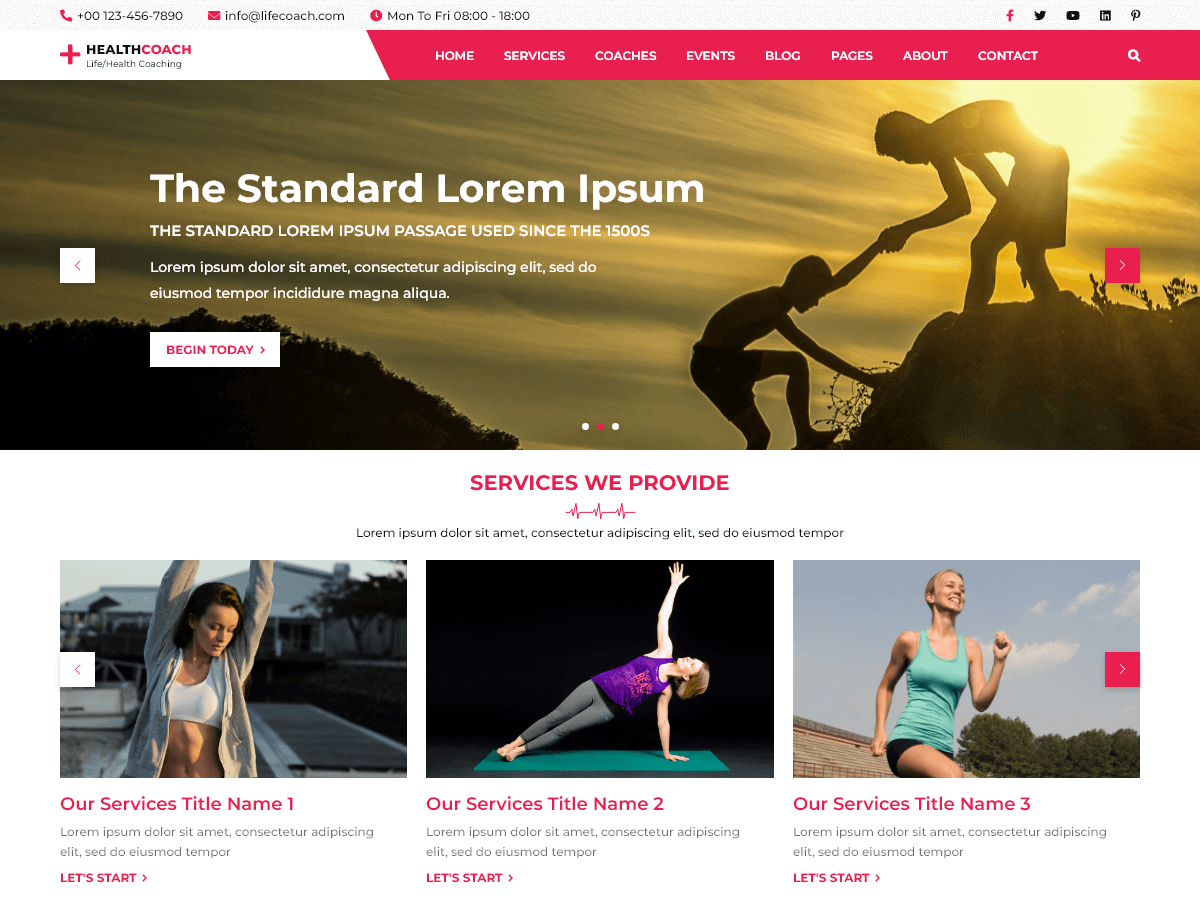 +00 123-456-7890 info@lifecoach.com Mon To Fri 08:00 - 18:00
HEALTHCOACH
Life/Health Coaching
HOME SERVICES COACHES EVENTS BLOG PAGES ABOUT CONTACT
The Standard Lorem Ipsum
THE STANDARD LOREM IPSUM PASSAGE USED SINCE THE 1500S
Lorem ipsum dolor sit amet, consectetur adipiscing elit, sed do
eiusmod tempor incididure magna aliqua.
BEGIN TODAY
SERVICES WE PROVIDE
Lorem ipsum dolor sit amet, consectetur adipiscing elit, sed do eiusmod tempor
Our Services Title Name 1
Lorem ipsum dolor sit amet, consectetur adipiscing
elit, sed do eiusmod tempor
LET'S START
Our Services Title Name 2
Lorem ipsum dolor sit amet, consectetur adipiscing
elit, sed do eiusmod tempor
LET'S START
Our Services Title Name 3
Lorem ipsum dolor sit amet, consectetur adipiscing
elit, sed do eiusmod tempor
LET'S START